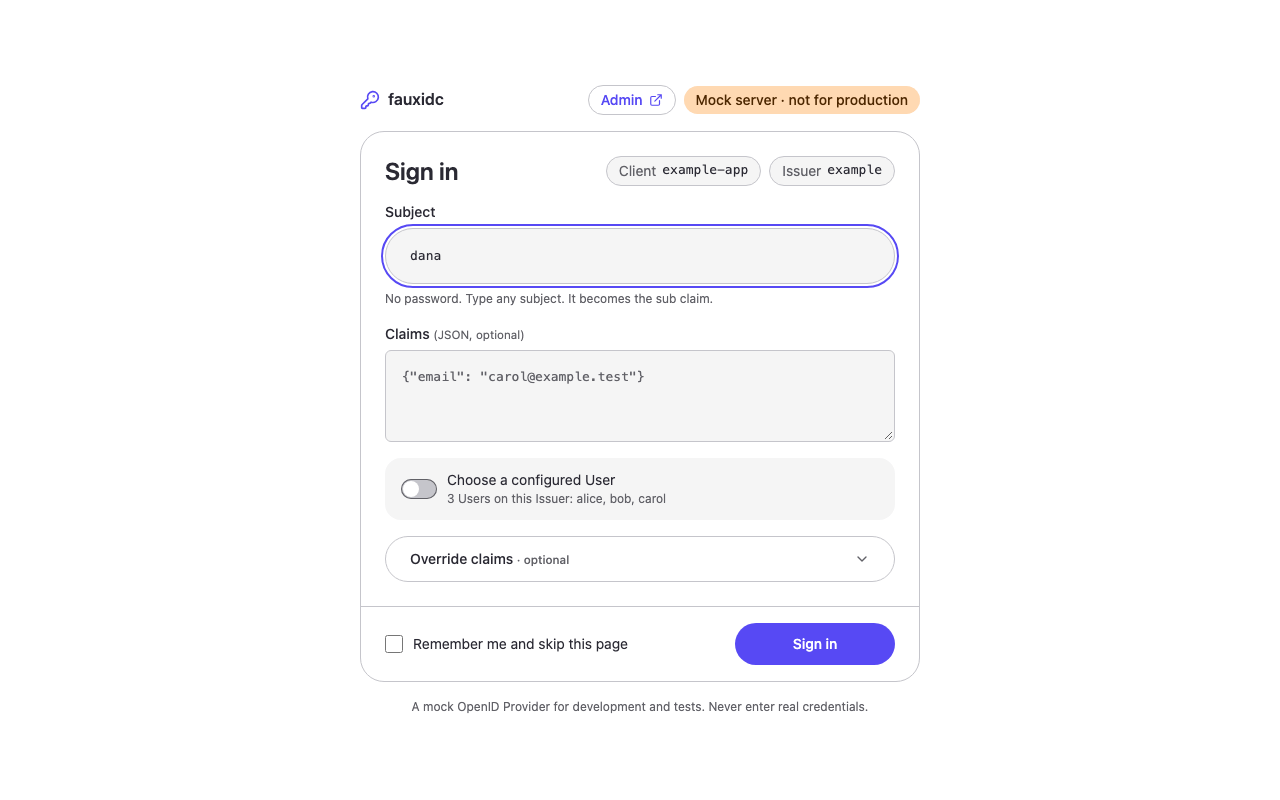 fauxidc
Admin
Mock server · not for production
Sign in
Client example-app
Issuer example
Subject
dana
No password. Type any subject. It becomes the sub claim.
Claims (JSON, optional)
{"email": "carol@example.test"}
Choose a configured User
3 Users on this Issuer: alice, bob, carol
Override claims · optional
Remember me and skip this page
Sign in
A mock OpenID Provider for development and tests. Never enter real credentials.